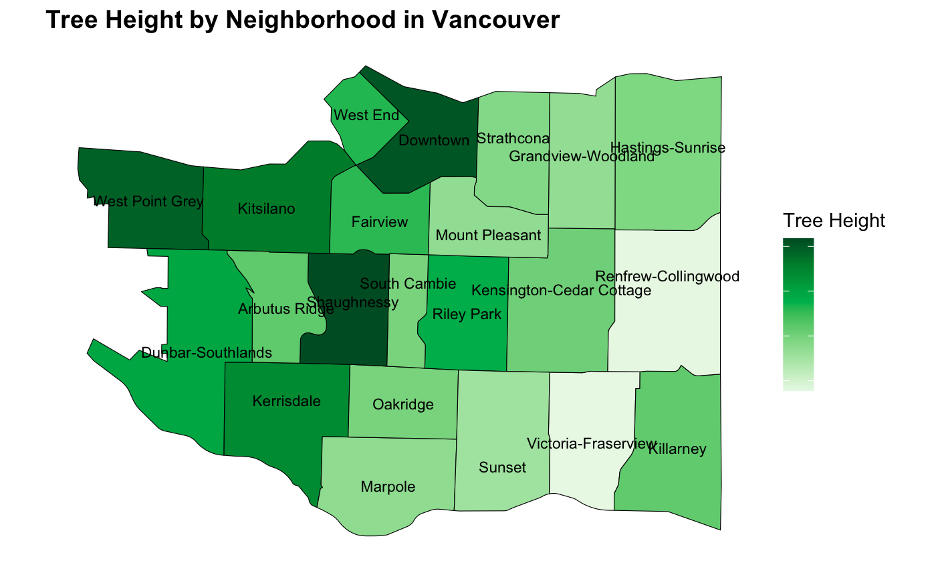 Tree Height by Neighborhood in Vancouver
West End
Downtown
Strathcona
Grandview-Woodland
Hastings-Sunrise
West Point Grey
Kitsilano
Fairview
Mount Pleasant
Tree Height
Renfrew-Collingwood
South Cambie
Kensington-Cedar Cottage
Shaughnessy
Arbutus Ridge
Riley Park
Dunbar-Southlands
Kerrisdale
Oakridge
Victoria-Fraserview
Killarney
Sunset
Marpole